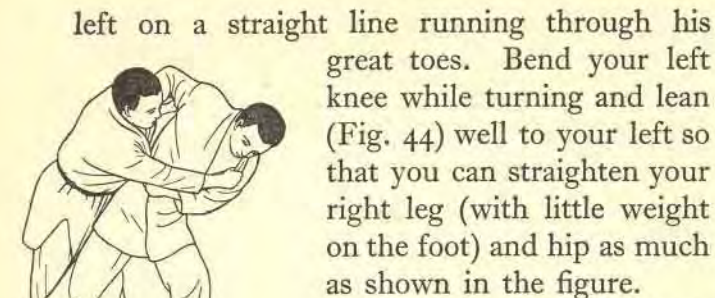 left on a straight line running through his
great toes. Bend your left
knee while turning and lean
(Fig. 44) well to your left so
that you can straighten your
right leg (with little weight
on the foot) and hip as much
as shown in the figure.